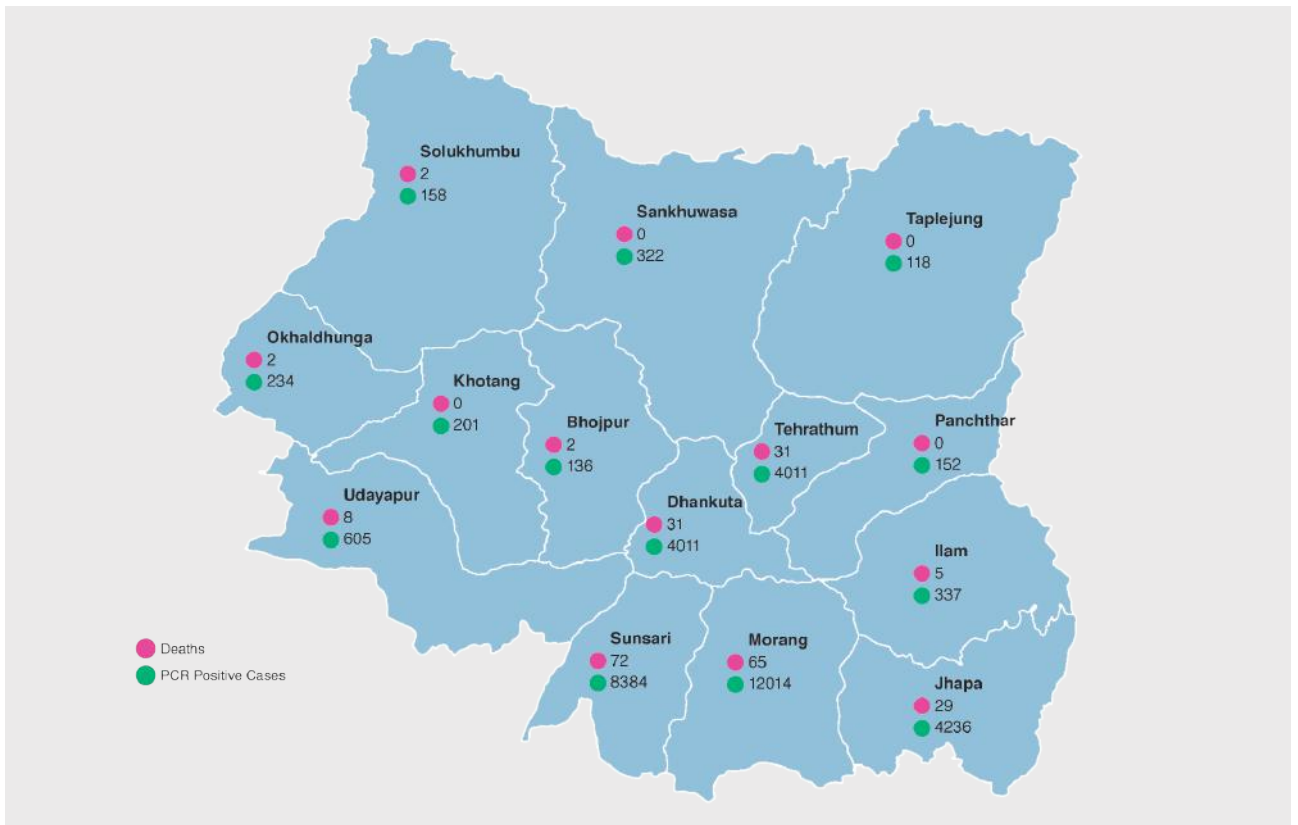 Solukhumbu
2
158
Sankhuwasa
0
322
Taplejung
0
118
Okhaldhunga
2
234
Khotang
0
201
Bhojpur
2
136
Tehrathum
31
4011
Panchthar
0
152
Udayapur
8
605
Dhankuta
31
4011
Ilam
5
337
Sunsari
72
8384
Morang
65
12014
Jhapa
29
4236
Deaths
PCR Positive Cases